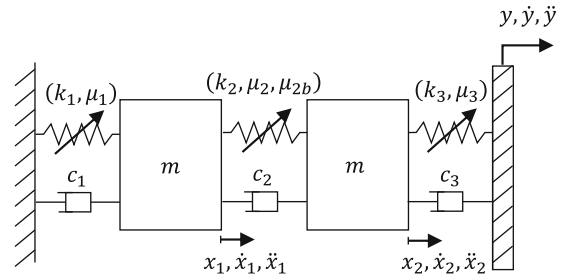 y, ẏ, ÿ
(k₁, μ₁)
(k₂, μ₂, μ₂b)
(k₃, μ₃)
m
m
c₁
c₂
c₃
x₁, ẋ₁, ẍ₁
x₂, ẋ₂, ẍ₂